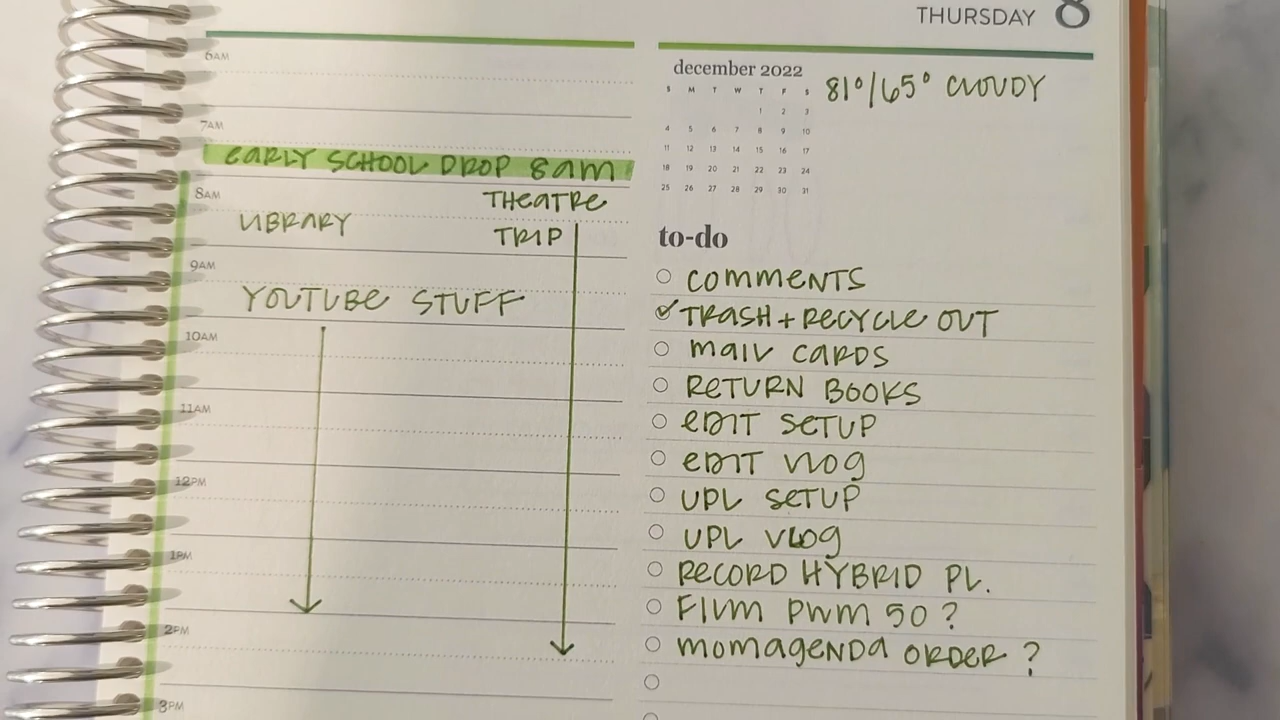 THURSDAY 8
6AM
7AM
EARLY SCHOOL DROP 8am
8AM
THEATRE
LIBRARY
TRIP
9AM
YOUTUBE STUFF
10AM
11AM
12PM
1PM
2PM
3PM
december 2022
81°/65° CLOUDY
S M T W T F S
1 2 3
4 5 6 7 8 9 10
11 12 13 14 15 16 17
18 19 20 21 22 23 24
25 26 27 28 29 30 31
to-do
COMMENTS
TRASH + RECYCLE OUT
MAIL CARDS
RETURN BOOKS
EDIT SETUP
EDIT VLOG
UPL SETUP
UPL VLOG
RECORD HYBRID PL.
FILM PWM 50 ?
MOMAGENDA ORDER ?